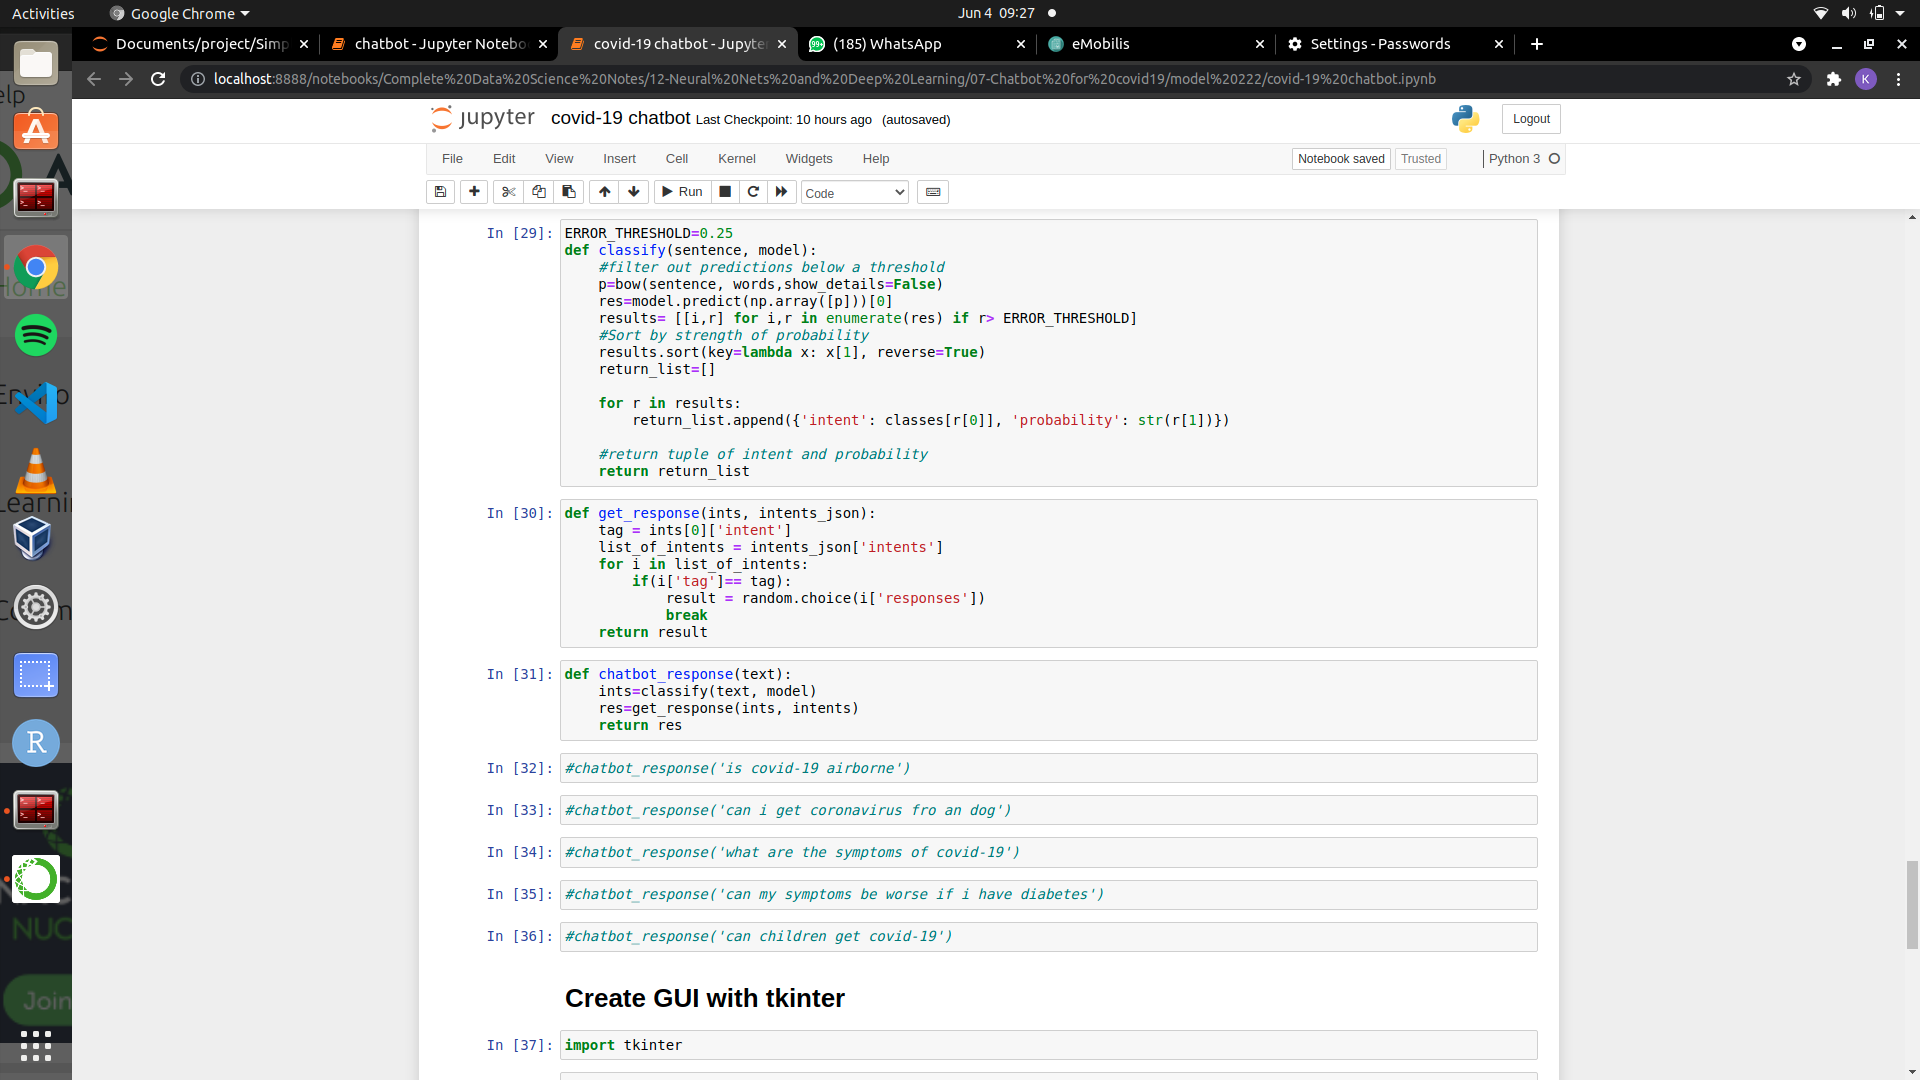 Activities
Google Chrome
Jun 4 09:27
Documents/project/Simp
chatbot - Jupyter Notebo
covid-19 chatbot - Jupyte
(185) WhatsApp
eMobilis
Settings - Passwords
localhost:8888/notebooks/Complete%20Data%20Science%20Notes/12-Neural%20Nets%20and%20Deep%20Learning/07-Chatbot%20for%20covid19/model%20222/covid-19%20chatbot.ipynb
K
jupyter
covid-19 chatbot Last Checkpoint: 10 hours ago (autosaved)
Logout
File Edit View Insert Cell Kernel Widgets Help
Notebook saved Trusted Python 3
Run
Code
In [29]:
ERROR_THRESHOLD=0.25
def classify(sentence, model):
    #filter out predictions below a threshold
    p=bow(sentence, words,show_details=False)
    res=model.predict(np.array([p]))[0]
    results= [[i,r] for i,r in enumerate(res) if r> ERROR_THRESHOLD]
    #Sort by strength of probability
    results.sort(key=lambda x: x[1], reverse=True)
    return_list=[]
    for r in results:
        return_list.append({'intent': classes[r[0]], 'probability': str(r[1])})
    #return tuple of intent and probability
    return return_list
In [30]:
def get_response(ints, intents_json):
    tag = ints[0]['intent']
    list_of_intents = intents_json['intents']
    for i in list_of_intents:
        if(i['tag']== tag):
            result = random.choice(i['responses'])
            break
    return result
In [31]:
def chatbot_response(text):
    ints=classify(text, model)
    res=get_response(ints, intents)
    return res
In [32]: #chatbot_response('is covid-19 airborne')
In [33]: #chatbot_response('can i get coronavirus fro an dog')
In [34]: #chatbot_response('what are the symptoms of covid-19')
In [35]: #chatbot_response('can my symptoms be worse if i have diabetes')
In [36]: #chatbot_response('can children get covid-19')
Create GUI with tkinter
In [37]: import tkinter
elp
Home
Enviro
Learnin
NUC
Join
R